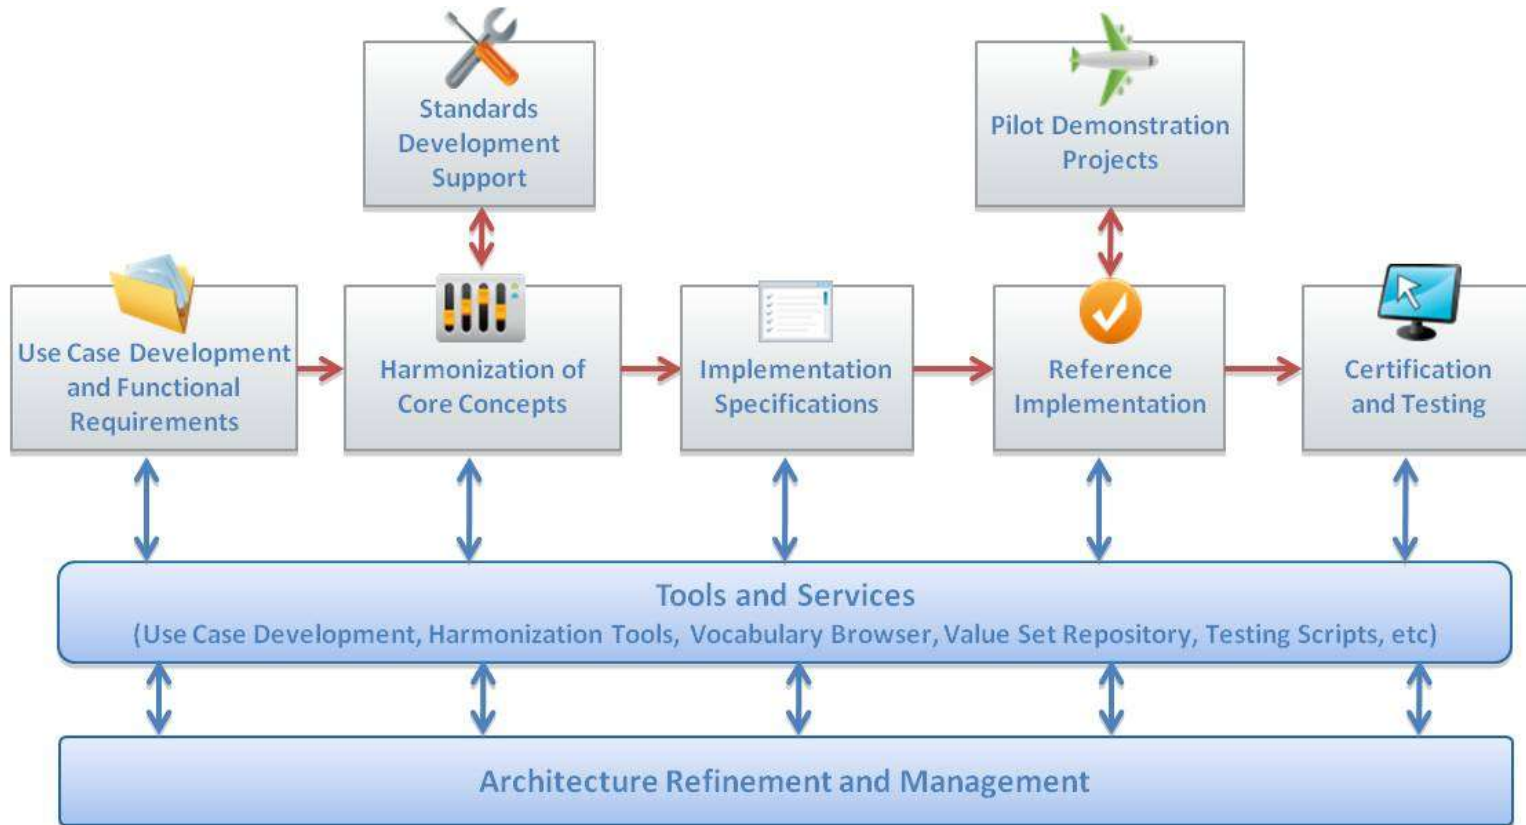 Standards
Development
Support
Pilot Demonstration
Projects
Use Case Development
and Functional
Requirements
Harmonization of
Core Concepts
Implementation
Specifications
Reference
Implementation
Certification
and Testing
Tools and Services
(Use Case Development, Harmonization Tools, Vocabulary Browser, Value Set Repository, Testing Scripts, etc)
Architecture Refinement and Management